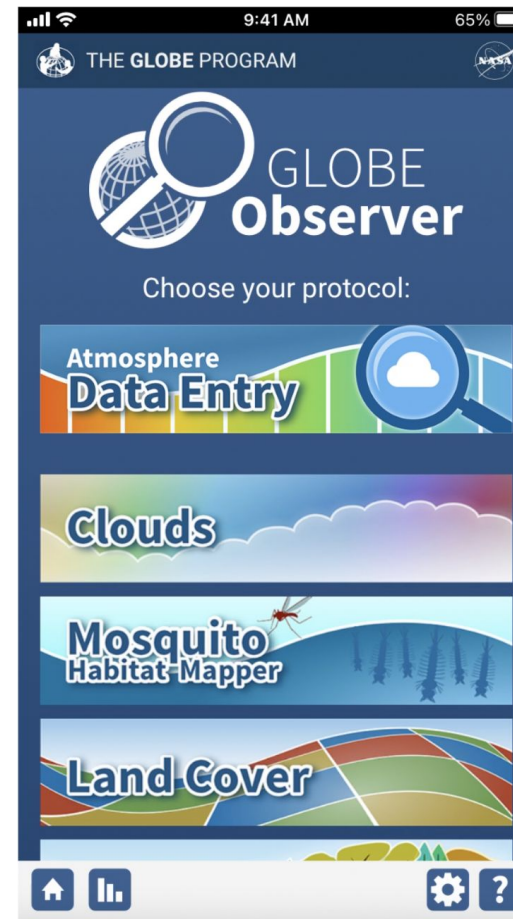 9:41 AM
65%
THE GLOBE PROGRAM
NASA
GLOBE
Observer
Choose your protocol:
Atmosphere
Data Entry
Clouds
Mosquito
Habitat Mapper
Land Cover
?